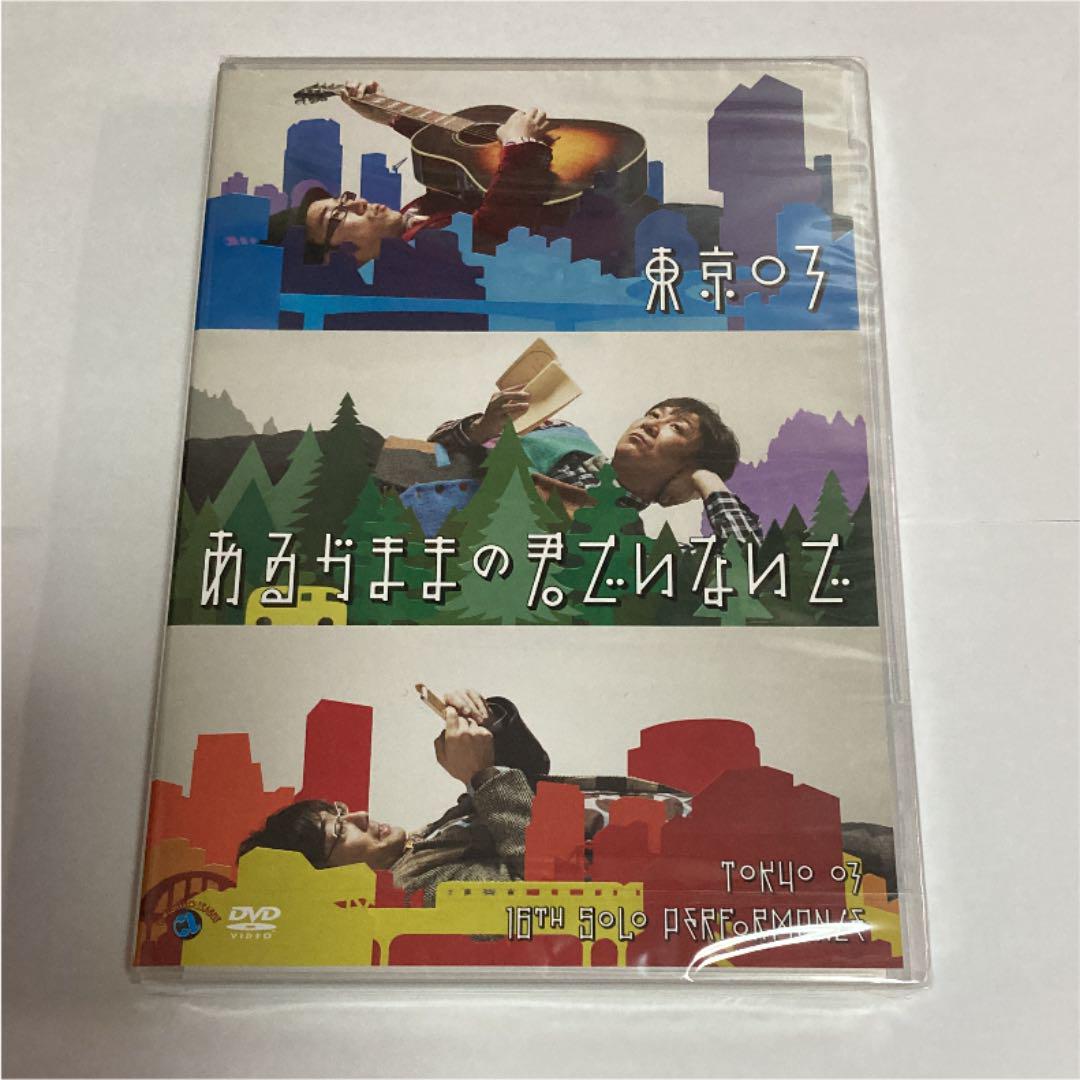 東京03
あるがままの君でいないで
TOKYO 03
16TH SOLO PERFORMANCE
DVD
VIDEO